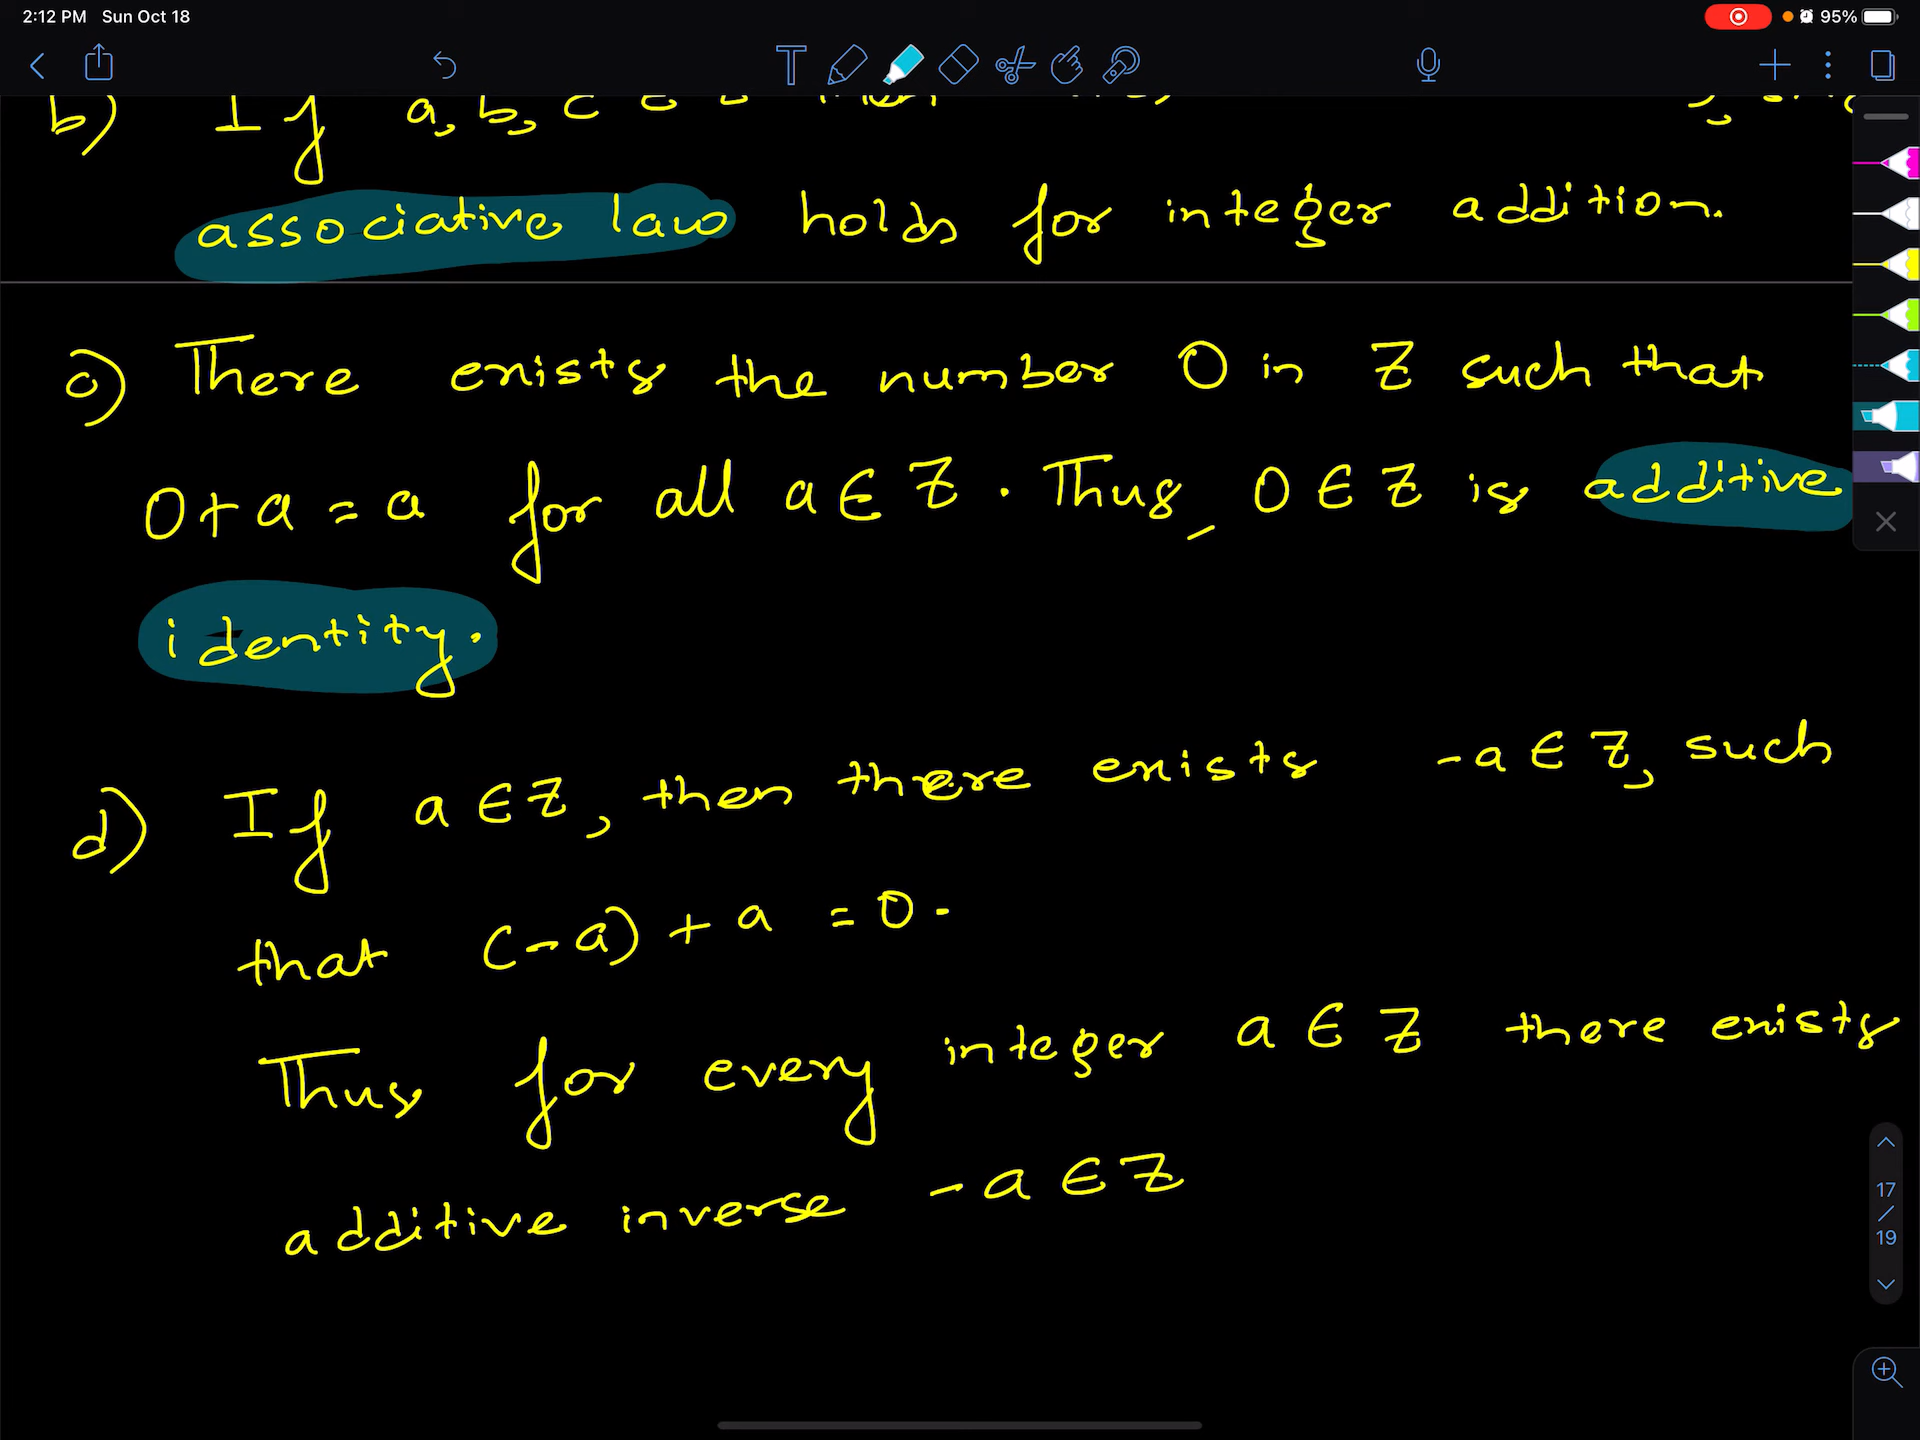 2:12 PM Sun Oct 18 95%
b) If a, b, c ∈
associative law holds for integer addition.
c) There exists the number 0 in Z such that
0 + a = a for all a ∈ Z. Thus, 0 ∈ Z is additive
identity.
d) If a ∈ Z, then there exists -a ∈ Z, such
that (-a) + a = 0.
Thus for every integer a ∈ Z there exists
additive inverse -a ∈ Z
17
/
19